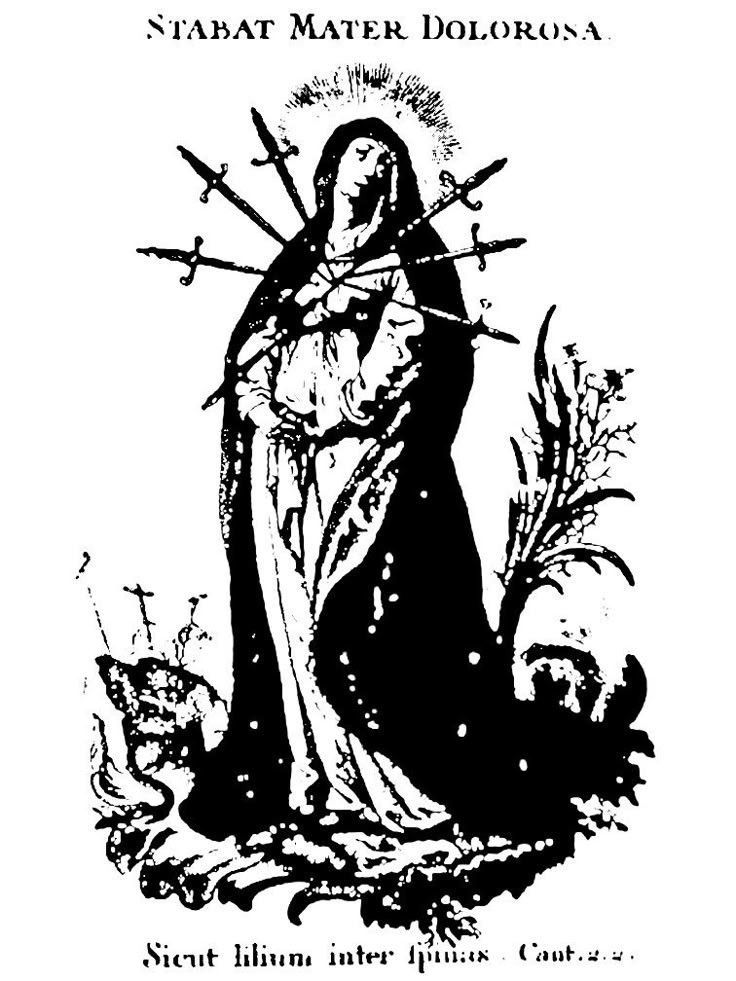 STABAT MATER DOLOROSA.
Sicut lilium inter spinas. Cant. 2. 2.